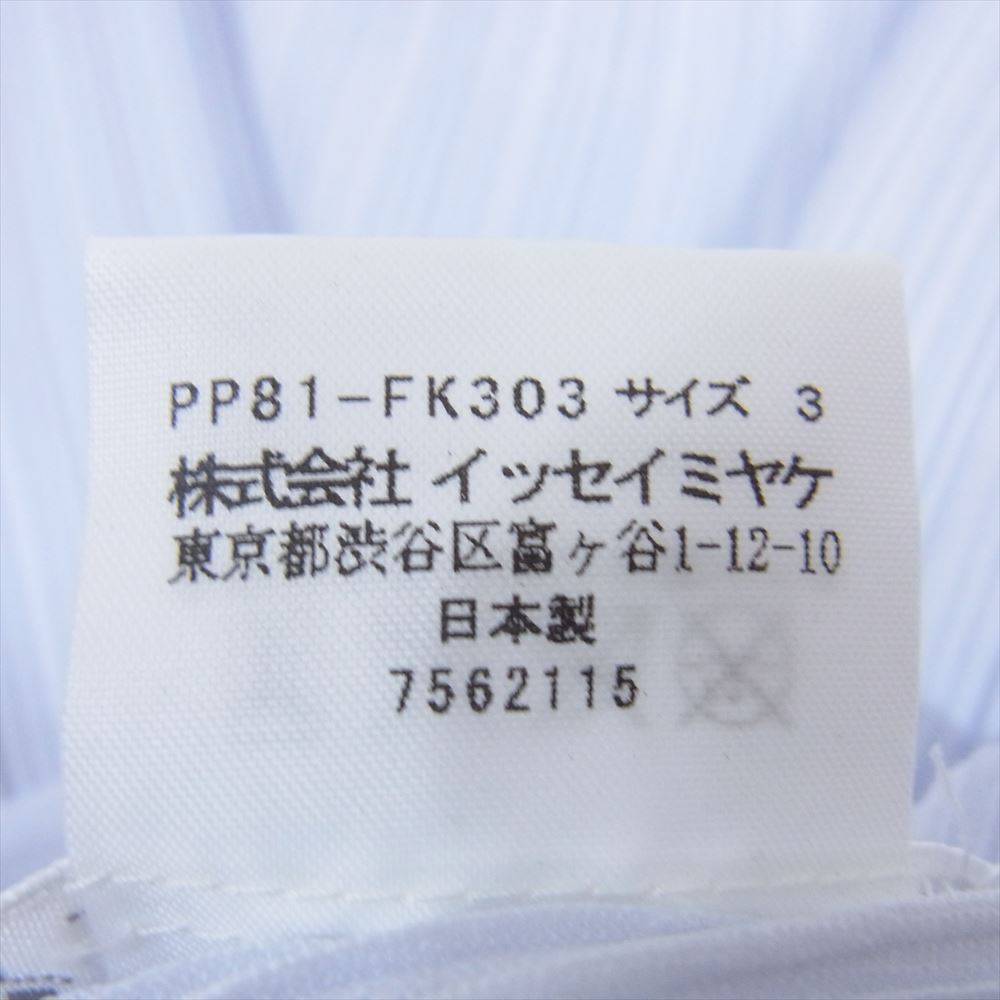 PP81-FK303 サイズ 3
株式会社 イッセイミヤケ
東京都渋谷区富ヶ谷1-12-10
日本製
7562115